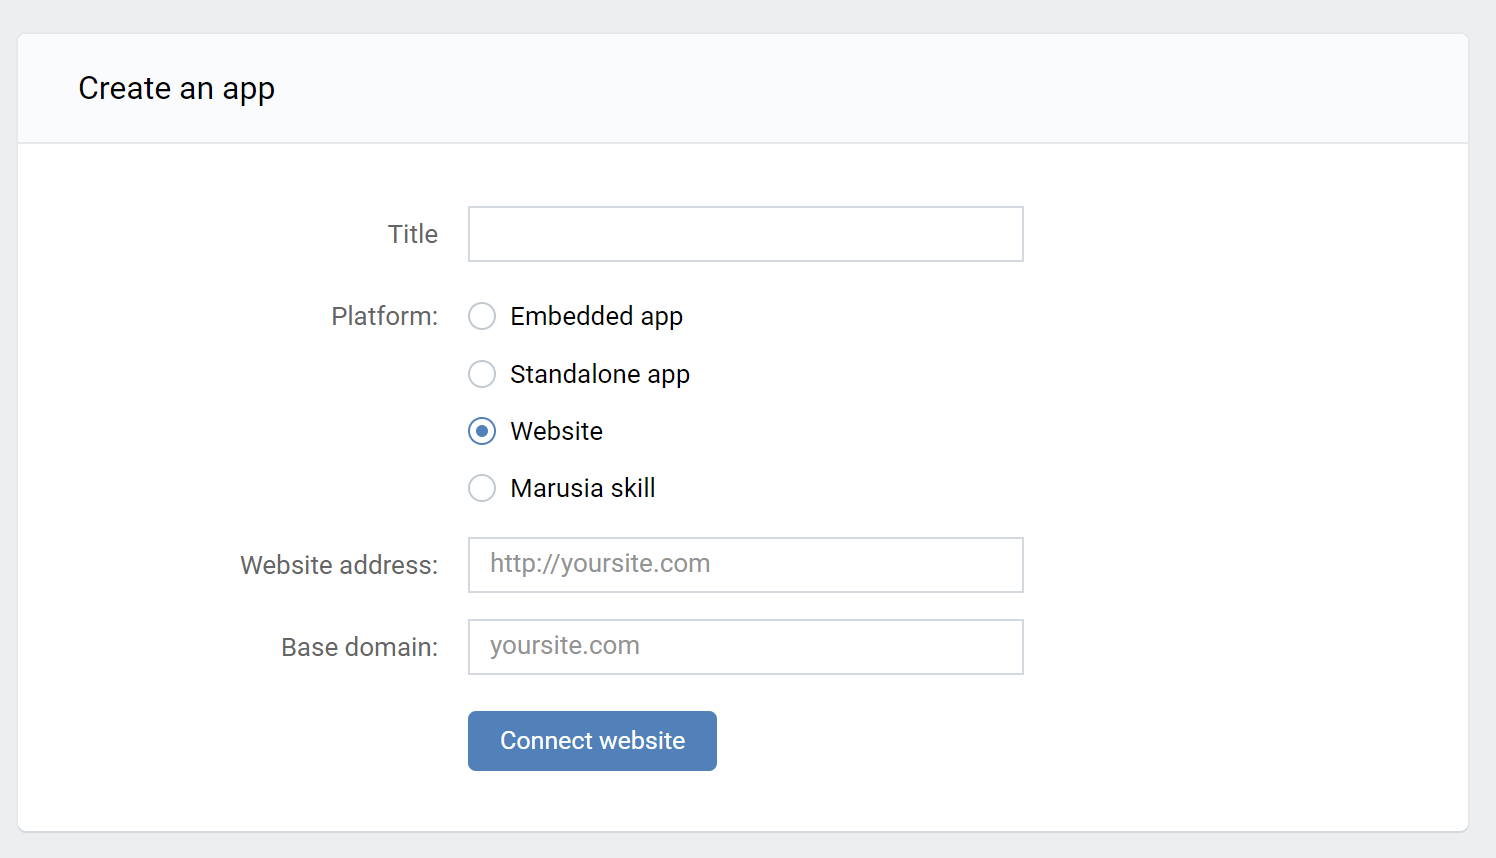 Create an app
Title
Platform:
Embedded app
Standalone app
Website
Marusia skill
Website address:
http://yoursite.com
Base domain:
yoursite.com
Connect website